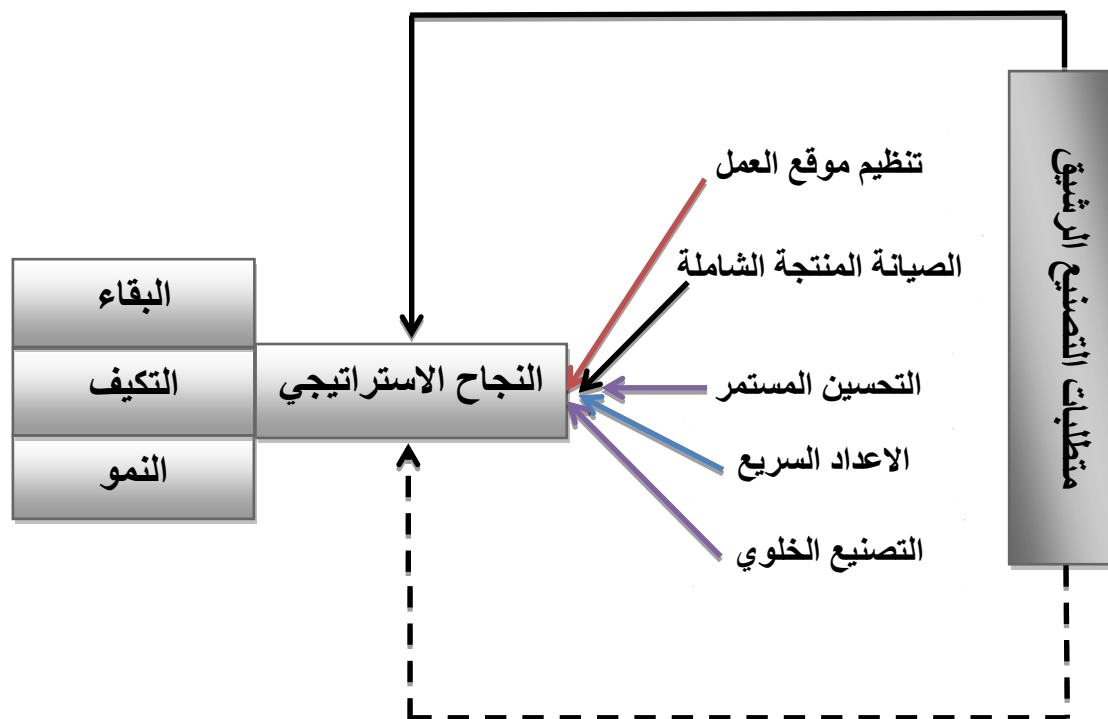 متطلبات التصنيع الرشيق
تنظيم موقع العمل
الصيانة المنتجة الشاملة
التحسين المستمر
الاعداد السريع
التصنيع الخلوي
النجاح الاستراتيجي
البقاء
التكيف
النمو